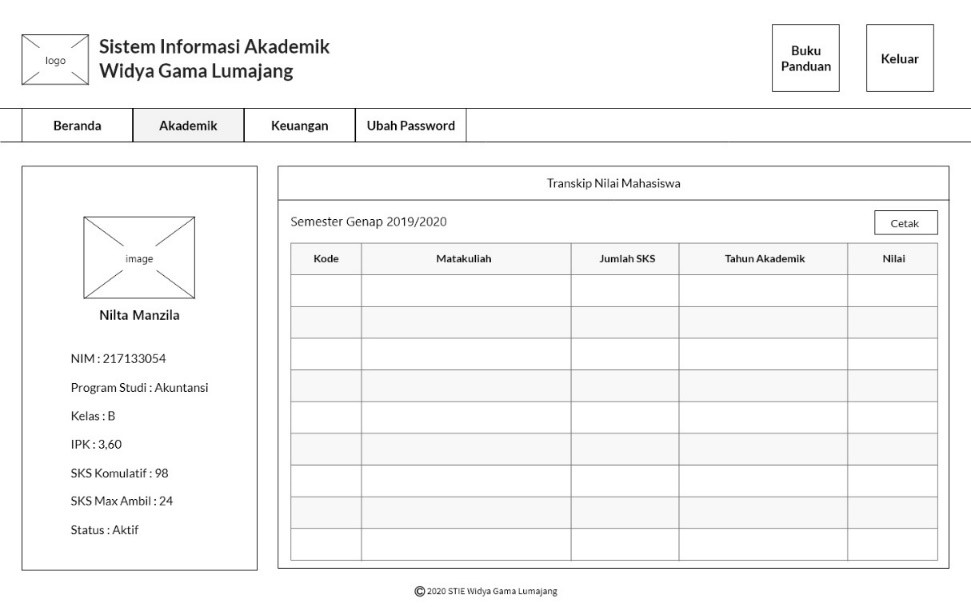 logo
Sistem Informasi Akademik
Widya Gama Lumajang
Buku
Panduan
Keluar
Beranda
Akademik
Keuangan
Ubah Password
image
Nilta Manzila
NIM : 217133054
Program Studi : Akuntansi
Kelas : B
IPK : 3,60
SKS Komulatif : 98
SKS Max Ambil : 24
Status : Aktif
Transkip Nilai Mahasiswa
Semester Genap 2019/2020
Cetak
Kode Matakuliah Jumlah SKS Tahun Akademik Nilai
© 2020 STIE Widya Gama Lumajang